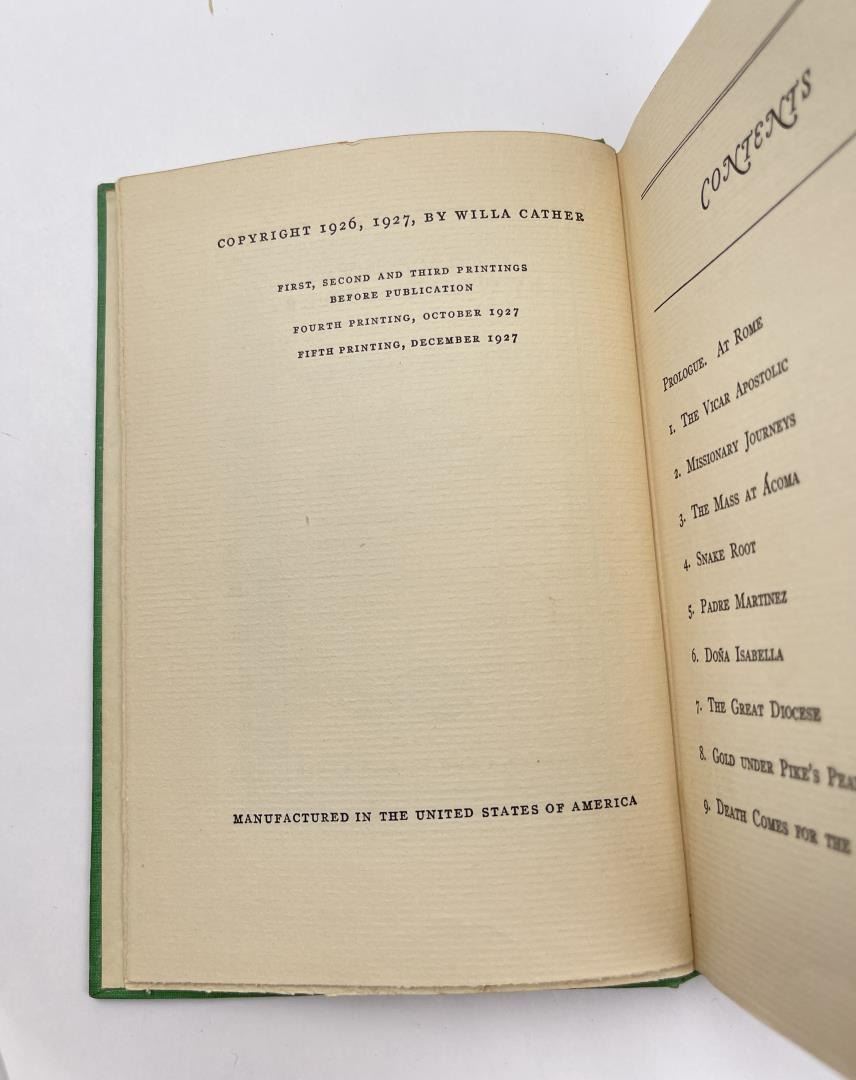 COPYRIGHT 1926, 1927, BY WILLA CATHER
FIRST, SECOND AND THIRD PRINTINGS
BEFORE PUBLICATION
FOURTH PRINTING, OCTOBER 1927
FIFTH PRINTING, DECEMBER 1927
MANUFACTURED IN THE UNITED STATES OF AMERICA
CONTENTS
PROLOGUE. AT ROME
1. THE VICAR APOSTOLIC
2. MISSIONARY JOURNEYS
3. THE MASS AT ÁCOMA
4. SNAKE ROOT
5. PADRE MARTINEZ
6. DOÑA ISABELLA
7. THE GREAT DIOCESE
8. GOLD UNDER PIKE'S PEA
9. DEATH COMES FOR THE